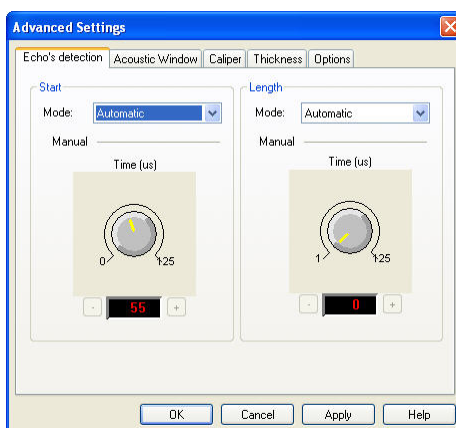 Advanced Settings
Echo's detection Acoustic Window Caliper Thickness Options
Start
Mode: Automatic
Manual
Time (us)
0 125
- 55 +
Length
Mode: Automatic
Manual
Time (us)
1 125
- 0 +
OK Cancel Apply Help